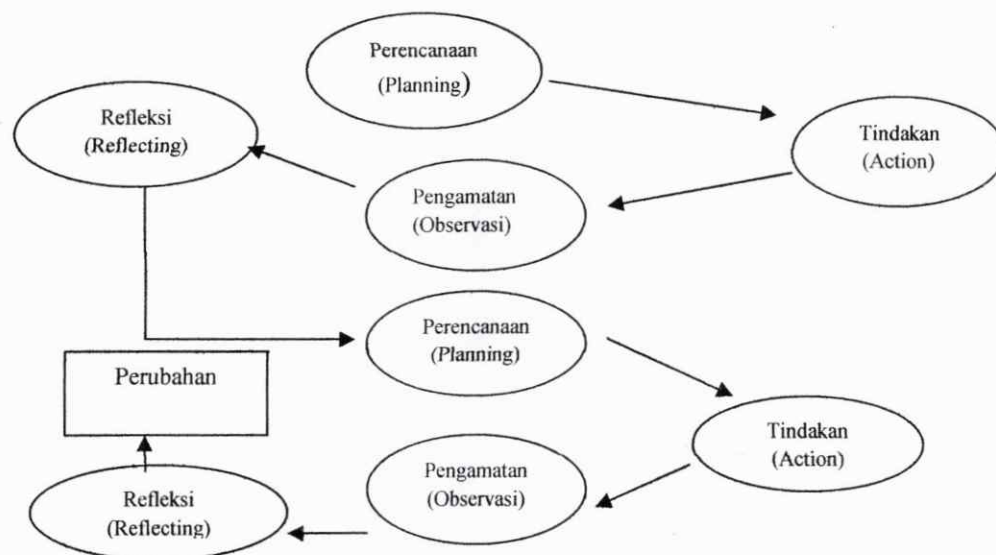 Perencanaan
(Planning)
Refleksi
(Reflecting)
Tindakan
(Action)
Pengamatan
(Observasi)
Perencanaan
(Planning)
Perubahan
Tindakan
(Action)
Pengamatan
(Observasi)
Refleksi
(Reflecting)